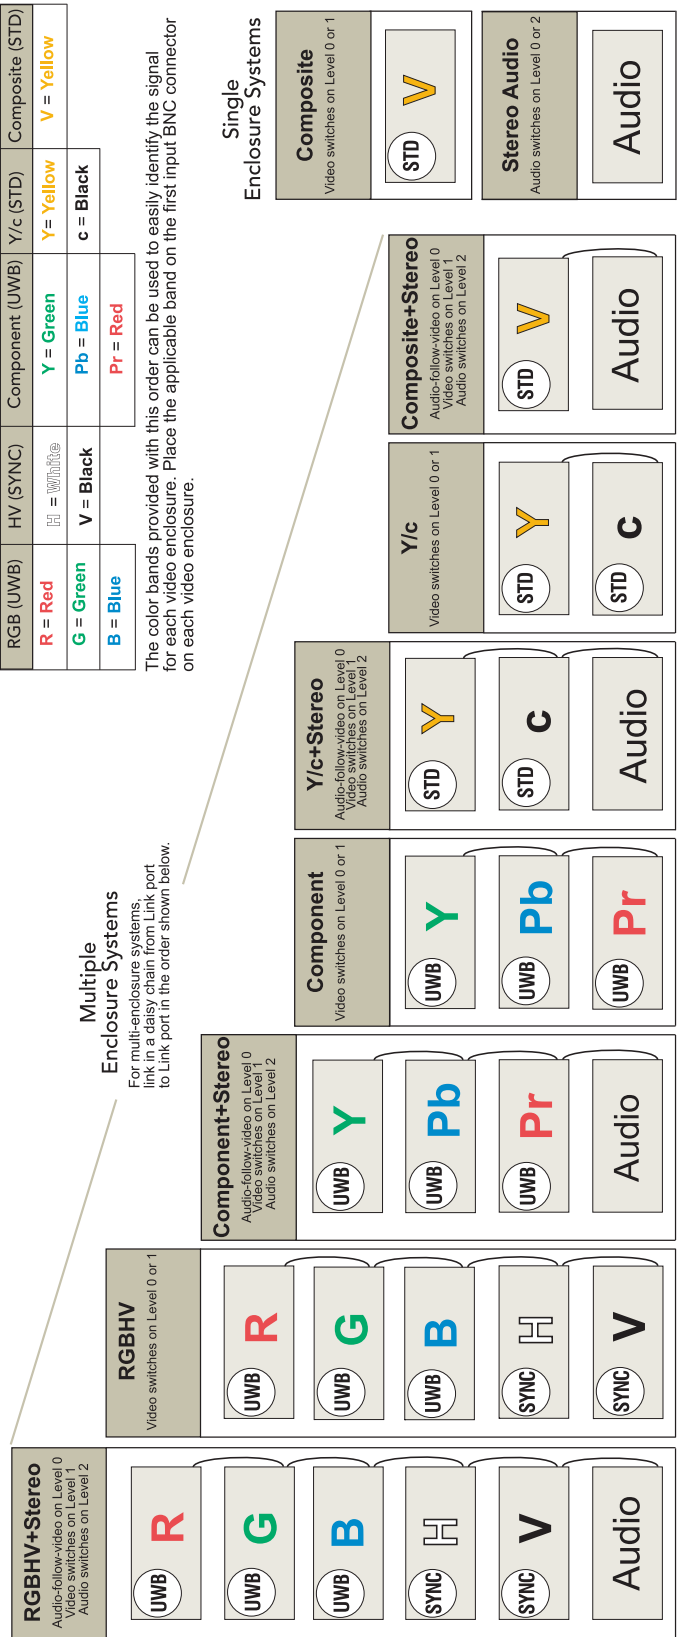 RGBHV+Stereo
Audio-follow-video on Level 0
Video switches on Level 1
Audio switches on Level 2
UWB R
UWB G
UWB B
SYNC H
SYNC V
Audio
RGBHV
Video switches on Level 0 or 1
UWB R
UWB G
UWB B
SYNC H
SYNC V
Multiple
Enclosure Systems
For multi-enclosure systems,
link in a daisy chain from Link port
to Link port in the order shown below.
Component+Stereo
Audio-follow-video on Level 0
Video switches on Level 1
Audio switches on Level 2
UWB Y
UWB Pb
UWB Pr
Audio
Component
Video switches on Level 0 or 1
UWB Y
UWB Pb
UWB Pr
Y/c+Stereo
Audio-follow-video on Level 0
Video switches on Level 1
Audio switches on Level 2
STD Y
STD c
Audio
Y/c
Video switches on Level 0 or 1
STD Y
STD c
Composite+Stereo
Audio-follow-video on Level 0
Video switches on Level 1
Audio switches on Level 2
STD V
Audio
RGB (UWB) HV (SYNC) Component (UWB) Y/c (STD) Composite (STD)
R = Red H = White Y = Green Y= Yellow V = Yellow
G = Green V = Black Pb = Blue c = Black
B = Blue Pr = Red
The color bands provided with this order can be used to easily identify the signal
for each video enclosure. Place the applicable band on the first input BNC connector
on each video enclosure.
Single
Enclosure Systems
Composite
Video switches on Level 0 or 1
STD V
Stereo Audio
Audio switches on Level 0 or 2
Audio